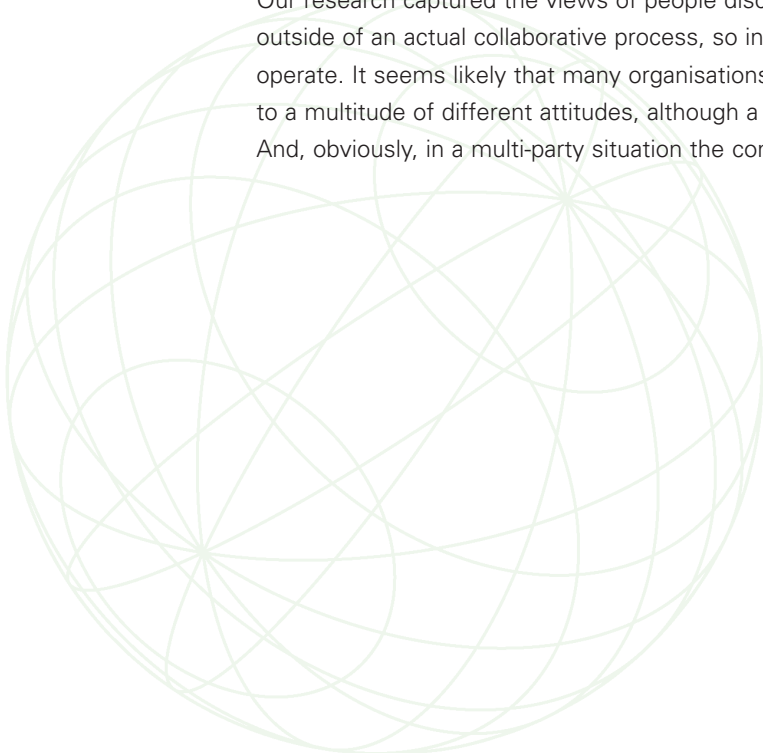 Our research captured the views of people
outside of an actual collaborative process, so in
operate. It seems likely that many organisations
to a multitude of different attitudes, although a
And, obviously, in a multi-party situation the